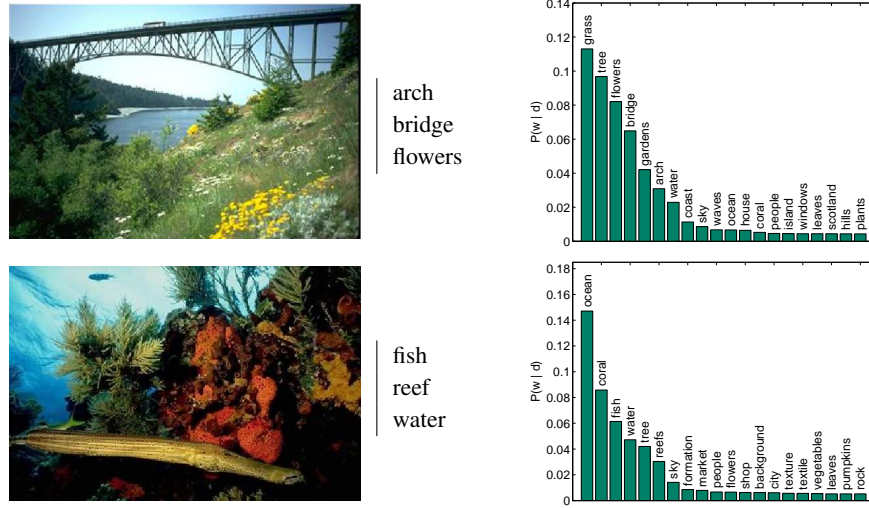 arch
bridge
flowers
0.14
0.12
0.1
0.08
0.06
0.04
0.02
0
P(w | d)
grass
tree
flowers
bridge
gardens
arch
water
coast
sky
waves
ocean
house
coral
people
island
windows
leaves
scotland
hills
plants
fish
reef
water
0.18
0.16
0.14
0.12
0.1
0.08
0.06
0.04
0.02
0
P(w | d)
ocean
coral
fish
water
tree
reefs
sky
formation
market
people
flowers
shop
background
city
texture
textile
vegetables
leaves
pumpkins
rock